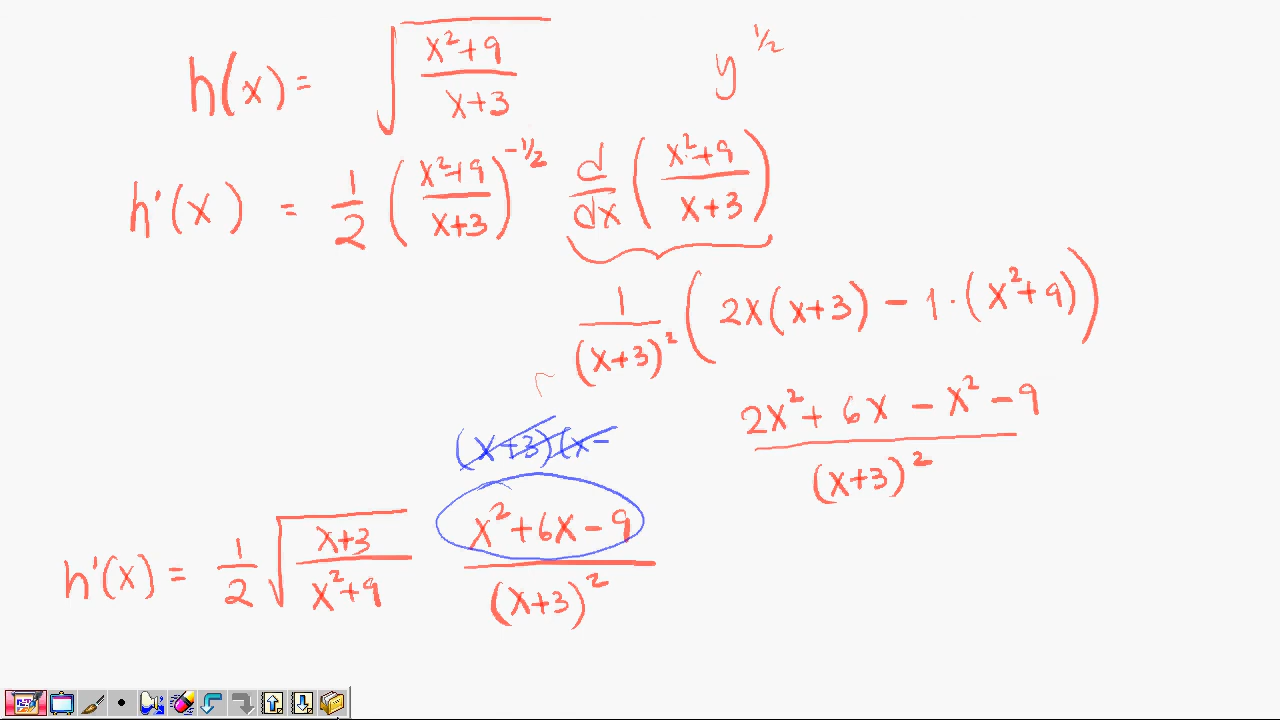 h(x) = √((x²+9)/(x+3))    y^(1/2)
h'(x) = 1/2 ((x²+9)/(x+3))^(-1/2) d/dx ((x²+9)/(x+3))
1/(x+3)² (2x(x+3) − 1·(x²+9))
(2x²+6x−x²−9)/(x+3)²
(x+3)(x−
h'(x) = 1/2 √((x+3)/(x²+9)) (x²+6x−9)/(x+3)²